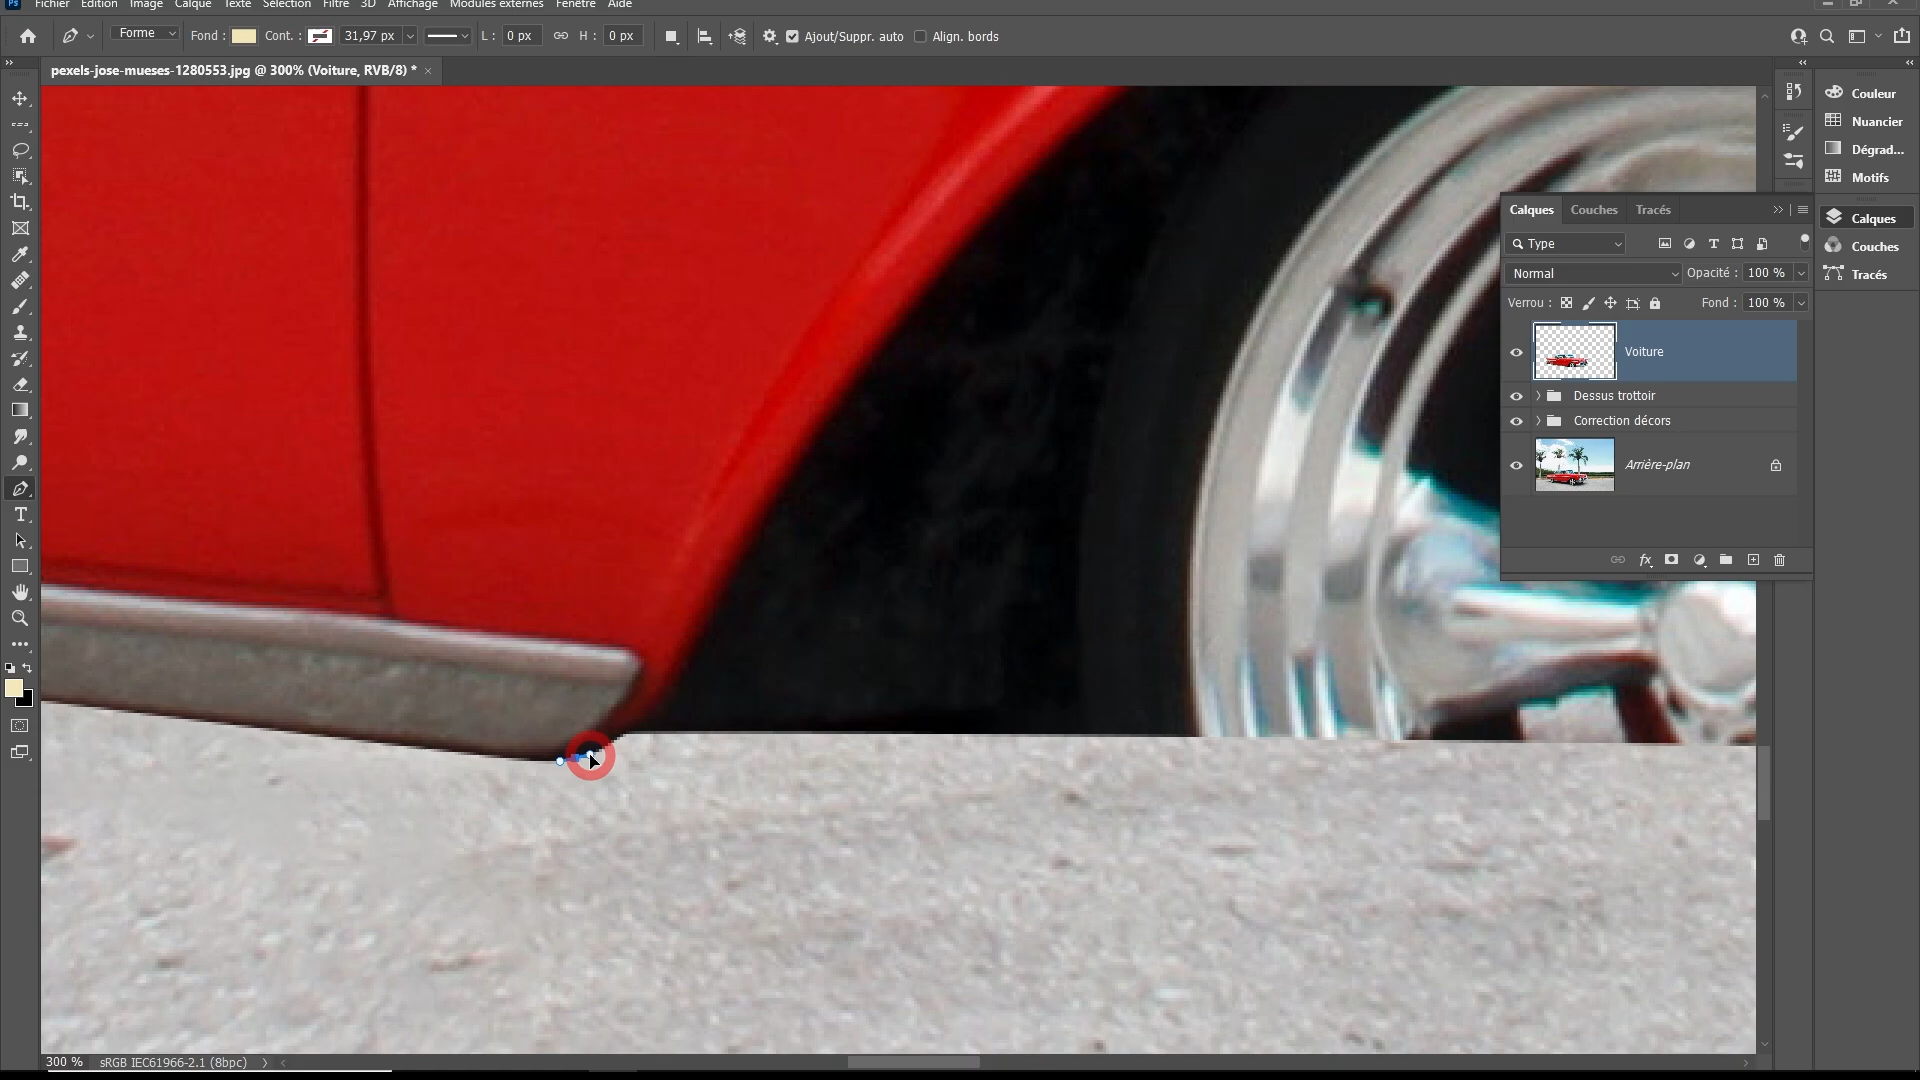 Ps Fichier Edition Image Calque Texte Sélection Filtre 3D Affichage Modules externes Fenêtre Aide
Forme Fond : Cont. : 31,97 px L : 0 px H : 0 px Ajout/Suppr. auto Align. bords
pexels-jose-mueses-1280553.jpg @ 300% (Voiture, RVB/8) * ×
Couleur
Nuancier
Dégrad...
Motifs
Calques
Couches
Tracés
Calques Couches Tracés
Type
Normal Opacité : 100 %
Verrou : Fond : 100 %
Voiture
Dessus trottoir
Correction décors
Arrière-plan
fx
300 % sRGB IEC61966-2.1 (8bpc)